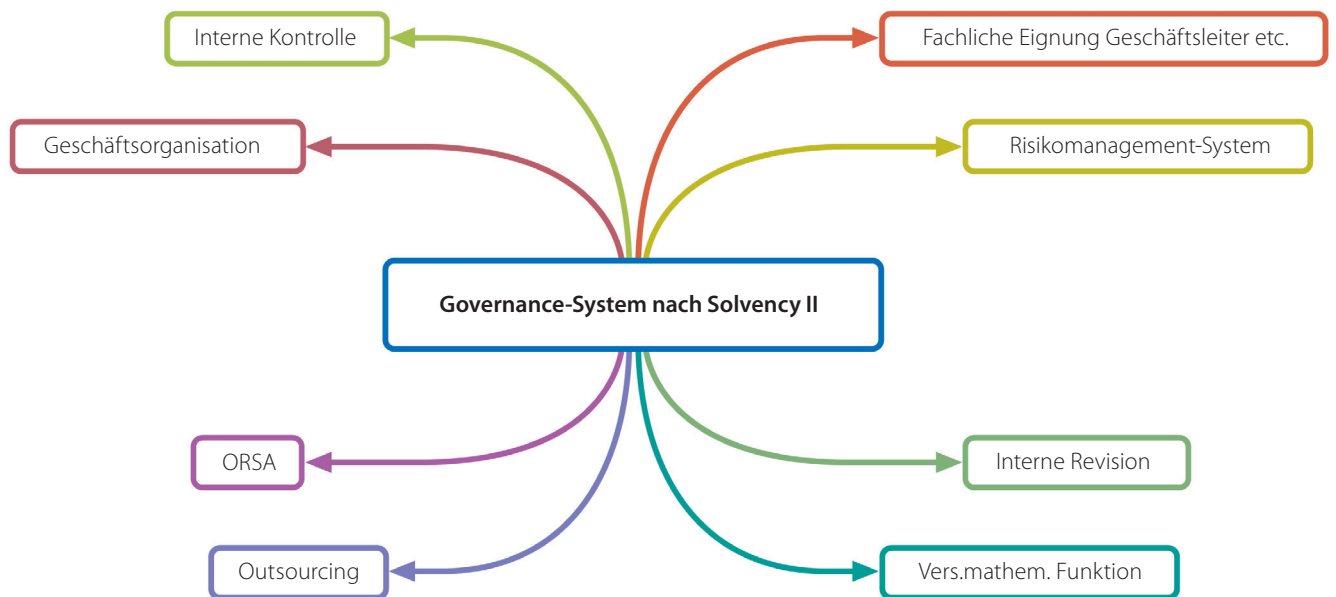 Interne Kontrolle
Fachliche Eignung Geschäftsleiter etc.
Geschäftsorganisation
Risikomanagement-System
Governance-System nach Solvency II
ORSA
Interne Revision
Outsourcing
Vers.mathem. Funktion